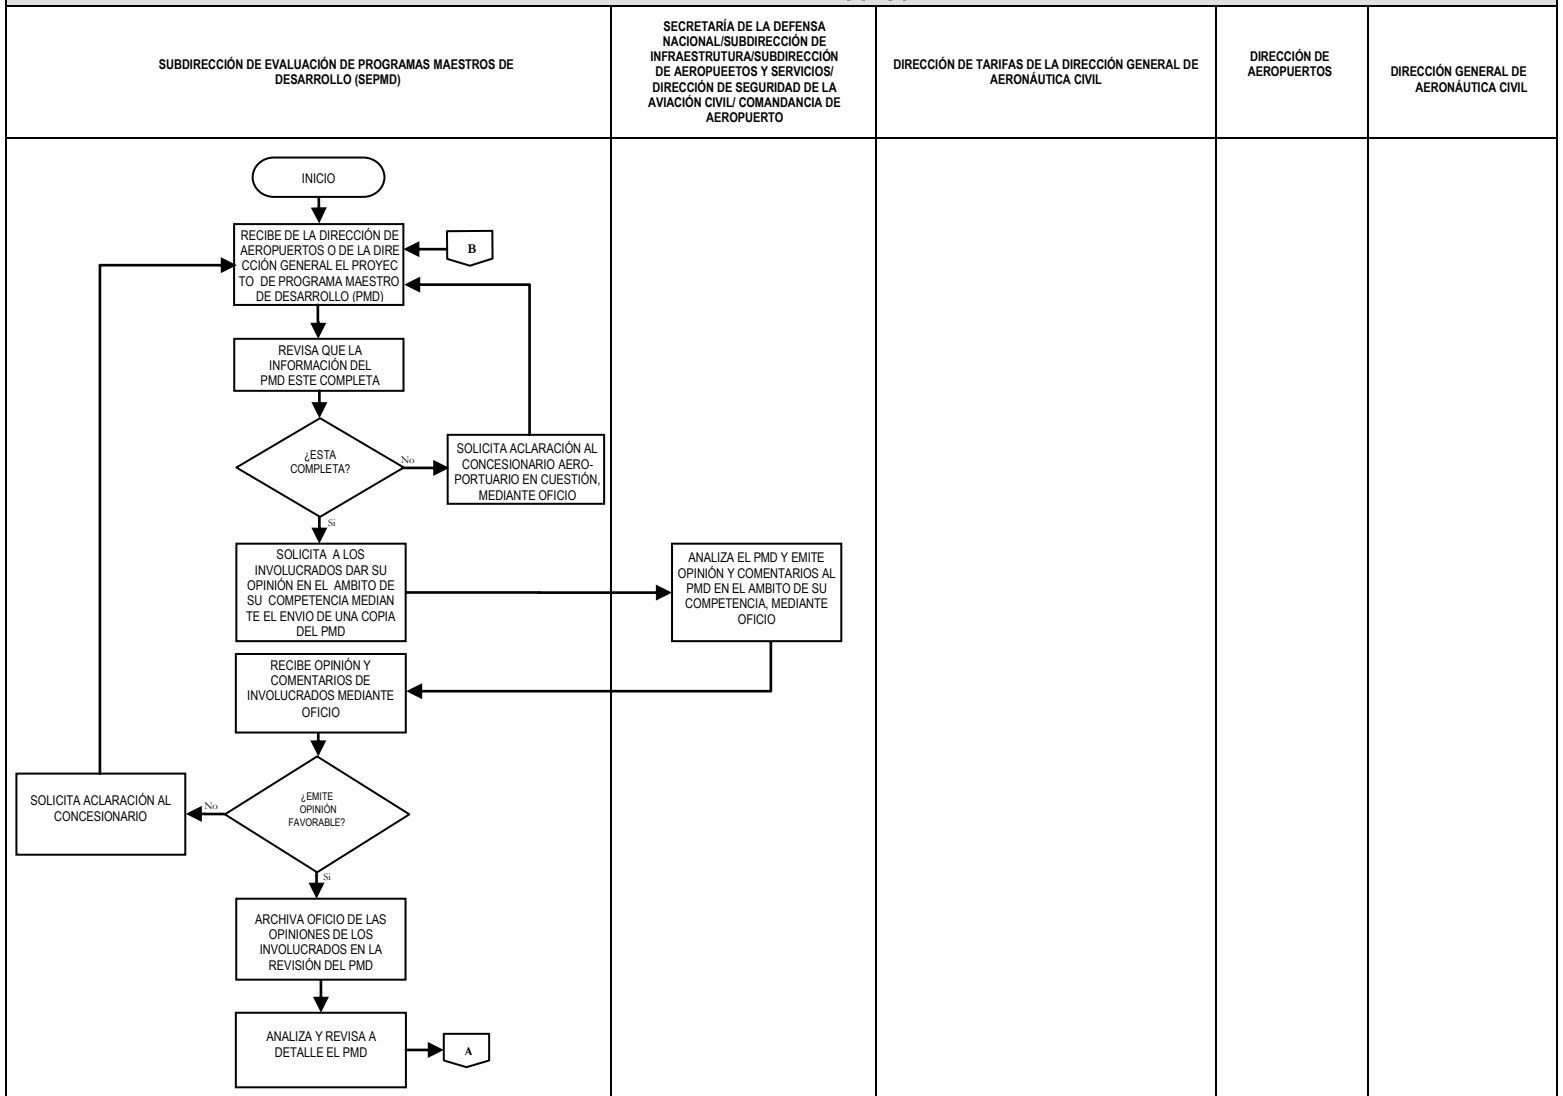 SUBDIRECCIÓN DE EVALUACIÓN DE PROGRAMAS MAESTROS DE
DESARROLLO (SEPMD)
SECRETARÍA DE LA DEFENSA
NACIONAL/SUBDIRECCIÓN DE
INFRAESTRUTURA/SUBDIRECCIÓN
DE AEROPUEETOS Y SERVICIOS/
DIRECCIÓN DE SEGURIDAD DE LA
AVIACIÓN CIVIL/ COMANDANCIA DE
AEROPUERTO
DIRECCIÓN DE TARIFAS DE LA DIRECCIÓN GENERAL DE
AERONÁUTICA CIVIL
DIRECCIÓN DE
AEROPUERTOS
DIRECCIÓN GENERAL DE
AERONÁUTICA CIVIL
INICIO
RECIBE DE LA DIRECCIÓN DE
AEROPUERTOS O DE LA DIRE
CCIÓN GENERAL EL PROYEC
TO DE PROGRAMA MAESTRO
DE DESARROLLO (PMD)
B
REVISA QUE LA
INFORMACIÓN DEL
PMD ESTE COMPLETA
¿ESTA
COMPLETA?
No
SOLICITA ACLARACIÓN AL
CONCESIONARIO AERO-
PORTUARIO EN CUESTIÓN,
MEDIANTE OFICIO
Si
SOLICITA A LOS
INVOLUCRADOS DAR SU
OPINIÓN EN EL AMBITO DE
SU COMPETENCIA MEDIAN
TE EL ENVIO DE UNA COPIA
DEL PMD
ANALIZA EL PMD Y EMITE
OPINIÓN Y COMENTARIOS AL
PMD EN EL AMBITO DE SU
COMPETENCIA, MEDIANTE
OFICIO
RECIBE OPINIÓN Y
COMENTARIOS DE
INVOLUCRADOS MEDIANTE
OFICIO
¿EMITE
OPINIÓN
FAVORABLE?
No
SOLICITA ACLARACIÓN AL
CONCESIONARIO
Si
ARCHIVA OFICIO DE LAS
OPINIONES DE LOS
INVOLUCRADOS EN LA
REVISIÓN DEL PMD
ANALIZA Y REVISA A
DETALLE EL PMD
A